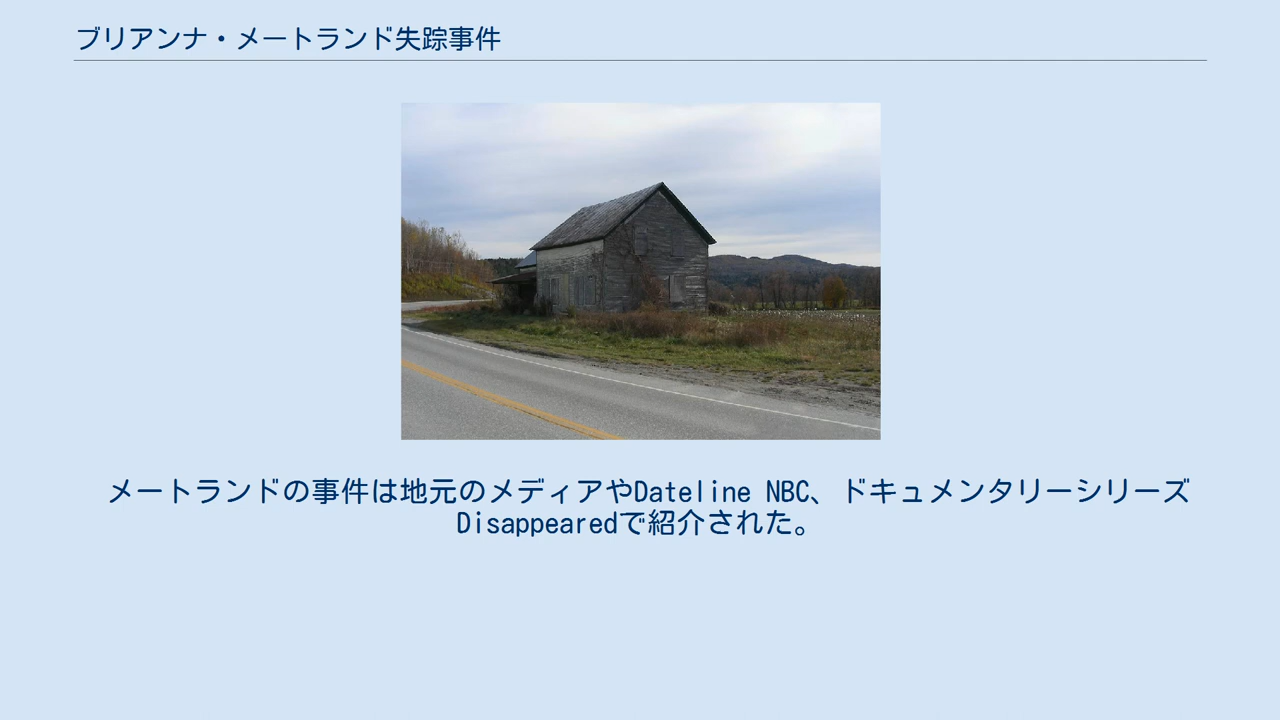 ブリアンナ・メートランド失踪事件
メートランドの事件は地元のメディアやDateline NBC、ドキュメンタリーシリーズ
Disappearedで紹介された。